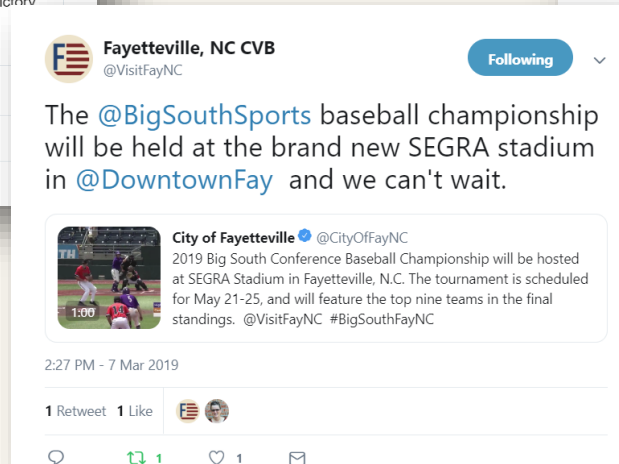 ictory
Fayetteville, NC CVB
@VisitFayNC
Following
The @BigSouthSports baseball championship
will be held at the brand new SEGRA stadium
in @DowntownFay and we can't wait.
City of Fayetteville @CityOfFayNC
2019 Big South Conference Baseball Championship will be hosted
at SEGRA Stadium in Fayetteville, N.C. The tournament is scheduled
for May 21-25, and will feature the top nine teams in the final
standings. @VisitFayNC #BigSouthFayNC
TH
1:00
2:27 PM - 7 Mar 2019
1 Retweet 1 Like
1 1